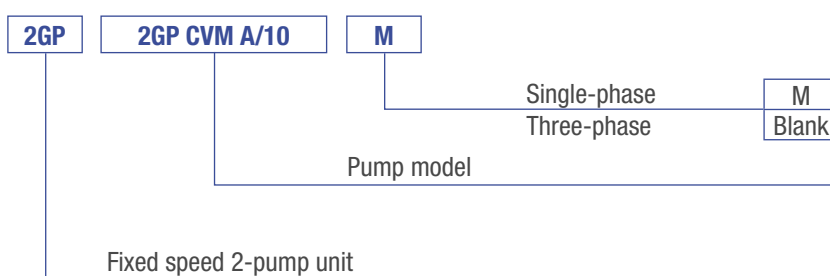 2GP 2GP CVM A/10 M
Single-phase M
Three-phase Blank
Pump model
Fixed speed 2-pump unit